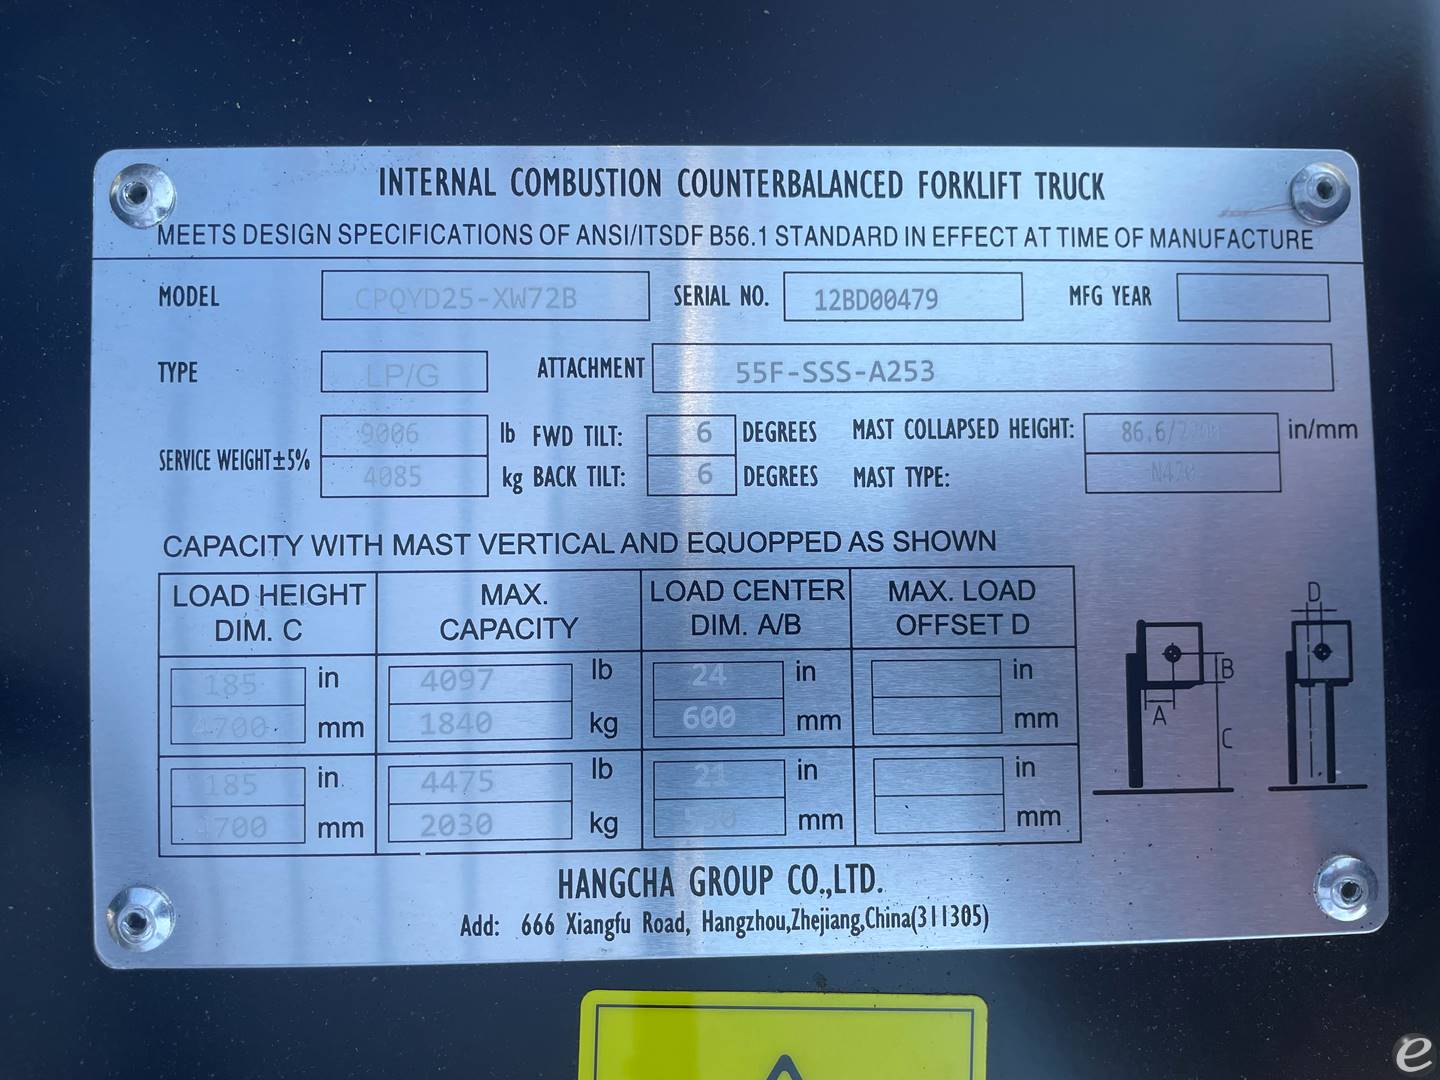 INTERNAL COMBUSTION COUNTERBALANCED FORKLIFT TRUCK
MEETS DESIGN SPECIFICATIONS OF ANSI/ITSDF B56.1 STANDARD IN EFFECT AT TIME OF MANUFACTURE
MODEL CPQYD25-XW72B SERIAL NO. 12BD00479 MFG YEAR
TYPE LP/G ATTACHMENT 55F-SSS-A253
SERVICE WEIGHT±5% 9006 lb FWD TILT: 6 DEGREES MAST COLLAPSED HEIGHT: 86.6/ in/mm
4085 kg BACK TILT: 6 DEGREES MAST TYPE: N470
CAPACITY WITH MAST VERTICAL AND EQUOPPED AS SHOWN
LOAD HEIGHT DIM. C MAX. CAPACITY LOAD CENTER DIM. A/B MAX. LOAD OFFSET D
185 in 4097 lb 24 in in
4700 mm 1840 kg 600 mm mm
185 in 4475 lb 21 in in
4700 mm 2030 kg mm mm
A B C D
HANGCHA GROUP CO.,LTD.
Add: 666 Xiangfu Road, Hangzhou,Zhejiang,China(311305)
e